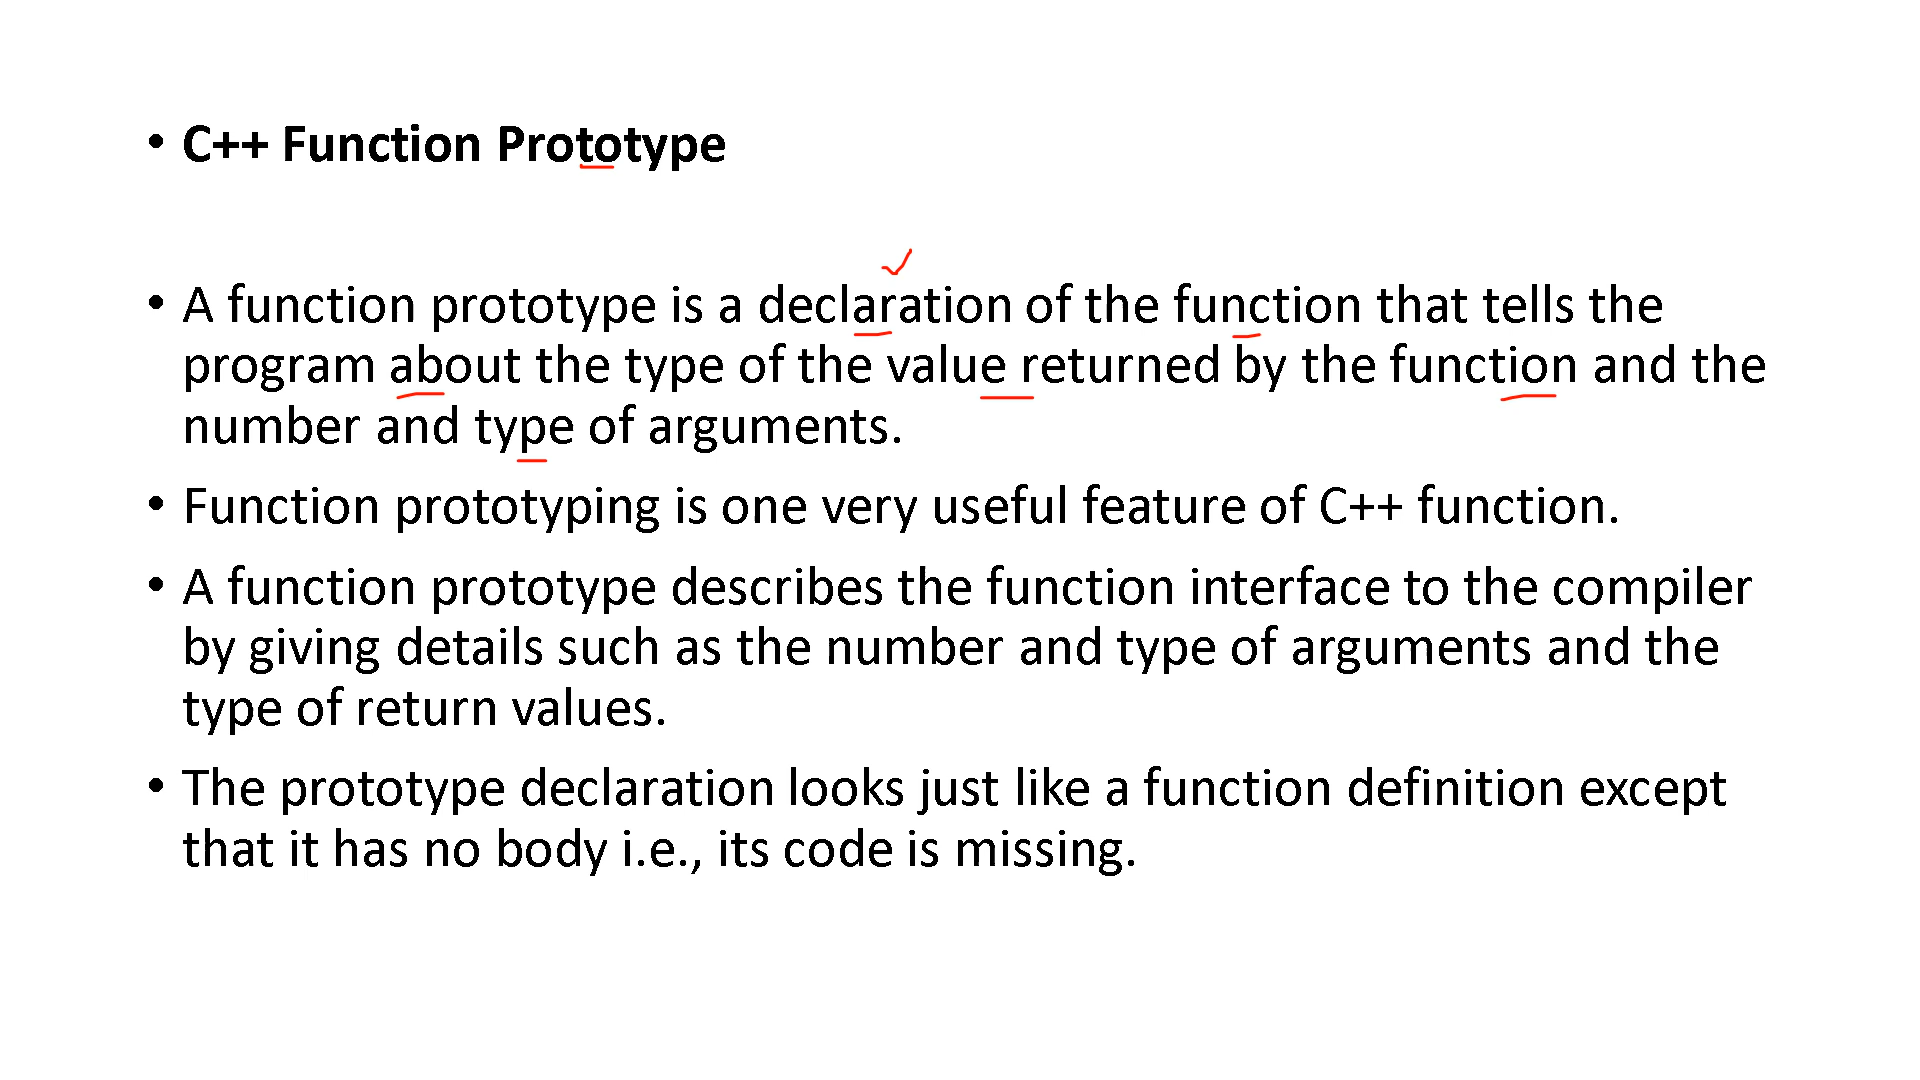 • C++ Function Prototype
• A function prototype is a declaration of the function that tells the
program about the type of the value returned by the function and the
number and type of arguments.
• Function prototyping is one very useful feature of C++ function.
• A function prototype describes the function interface to the compiler
by giving details such as the number and type of arguments and the
type of return values.
• The prototype declaration looks just like a function definition except
that it has no body i.e., its code is missing.